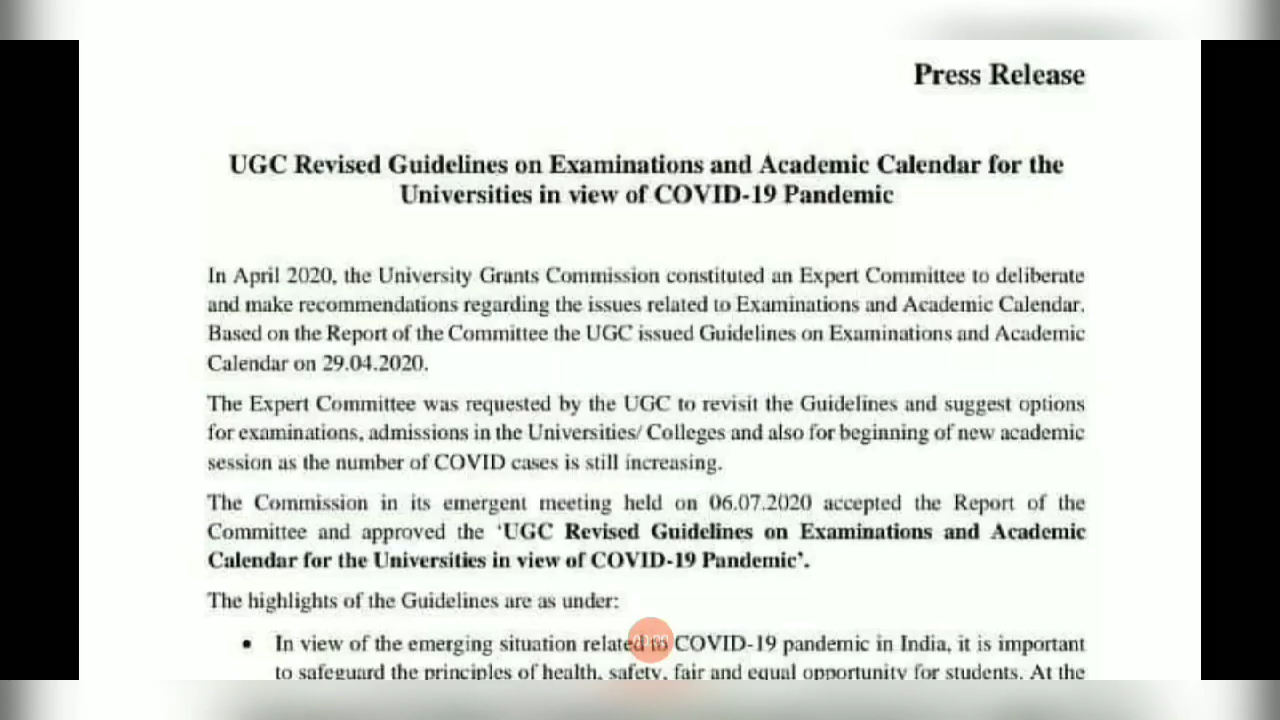 Press Release
UGC Revised Guidelines on Examinations and Academic Calendar for the
Universities in view of COVID-19 Pandemic
In April 2020, the University Grants Commission constituted an Expert Committee to deliberate
and make recommendations regarding the issues related to Examinations and Academic Calendar.
Based on the Report of the Committee the UGC issued Guidelines on Examinations and Academic
Calendar on 29.04.2020.
The Expert Committee was requested by the UGC to revisit the Guidelines and suggest options
for examinations, admissions in the Universities/ Colleges and also for beginning of new academic
session as the number of COVID cases is still increasing.
The Commission in its emergent meeting held on 06.07.2020 accepted the Report of the
Committee and approved the ‘UGC Revised Guidelines on Examinations and Academic
Calendar for the Universities in view of COVID-19 Pandemic’.
The highlights of the Guidelines are as under:
• In view of the emerging situation related to COVID-19 pandemic in India, it is important
to safeguard the principles of health, safety, fair and equal opportunity for students. At the